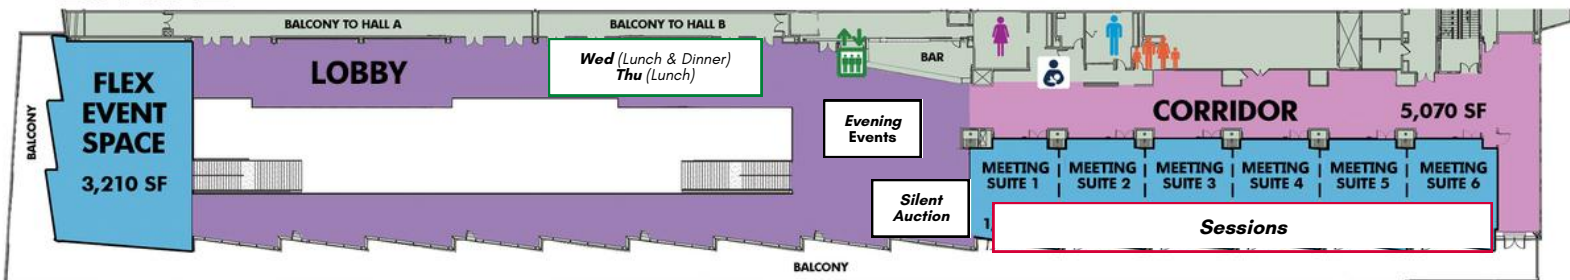 BALCONY TO HALL A
BALCONY TO HALL B
LOBBY
Wed (Lunch & Dinner)
Thu (Lunch)
BAR
FLEX
EVENT
SPACE
3,210 SF
BALCONY
Evening
Events
CORRIDOR
5,070 SF
MEETING
SUITE 1
MEETING
SUITE 2
MEETING
SUITE 3
MEETING
SUITE 4
MEETING
SUITE 5
MEETING
SUITE 6
Silent
Auction
Sessions
BALCONY